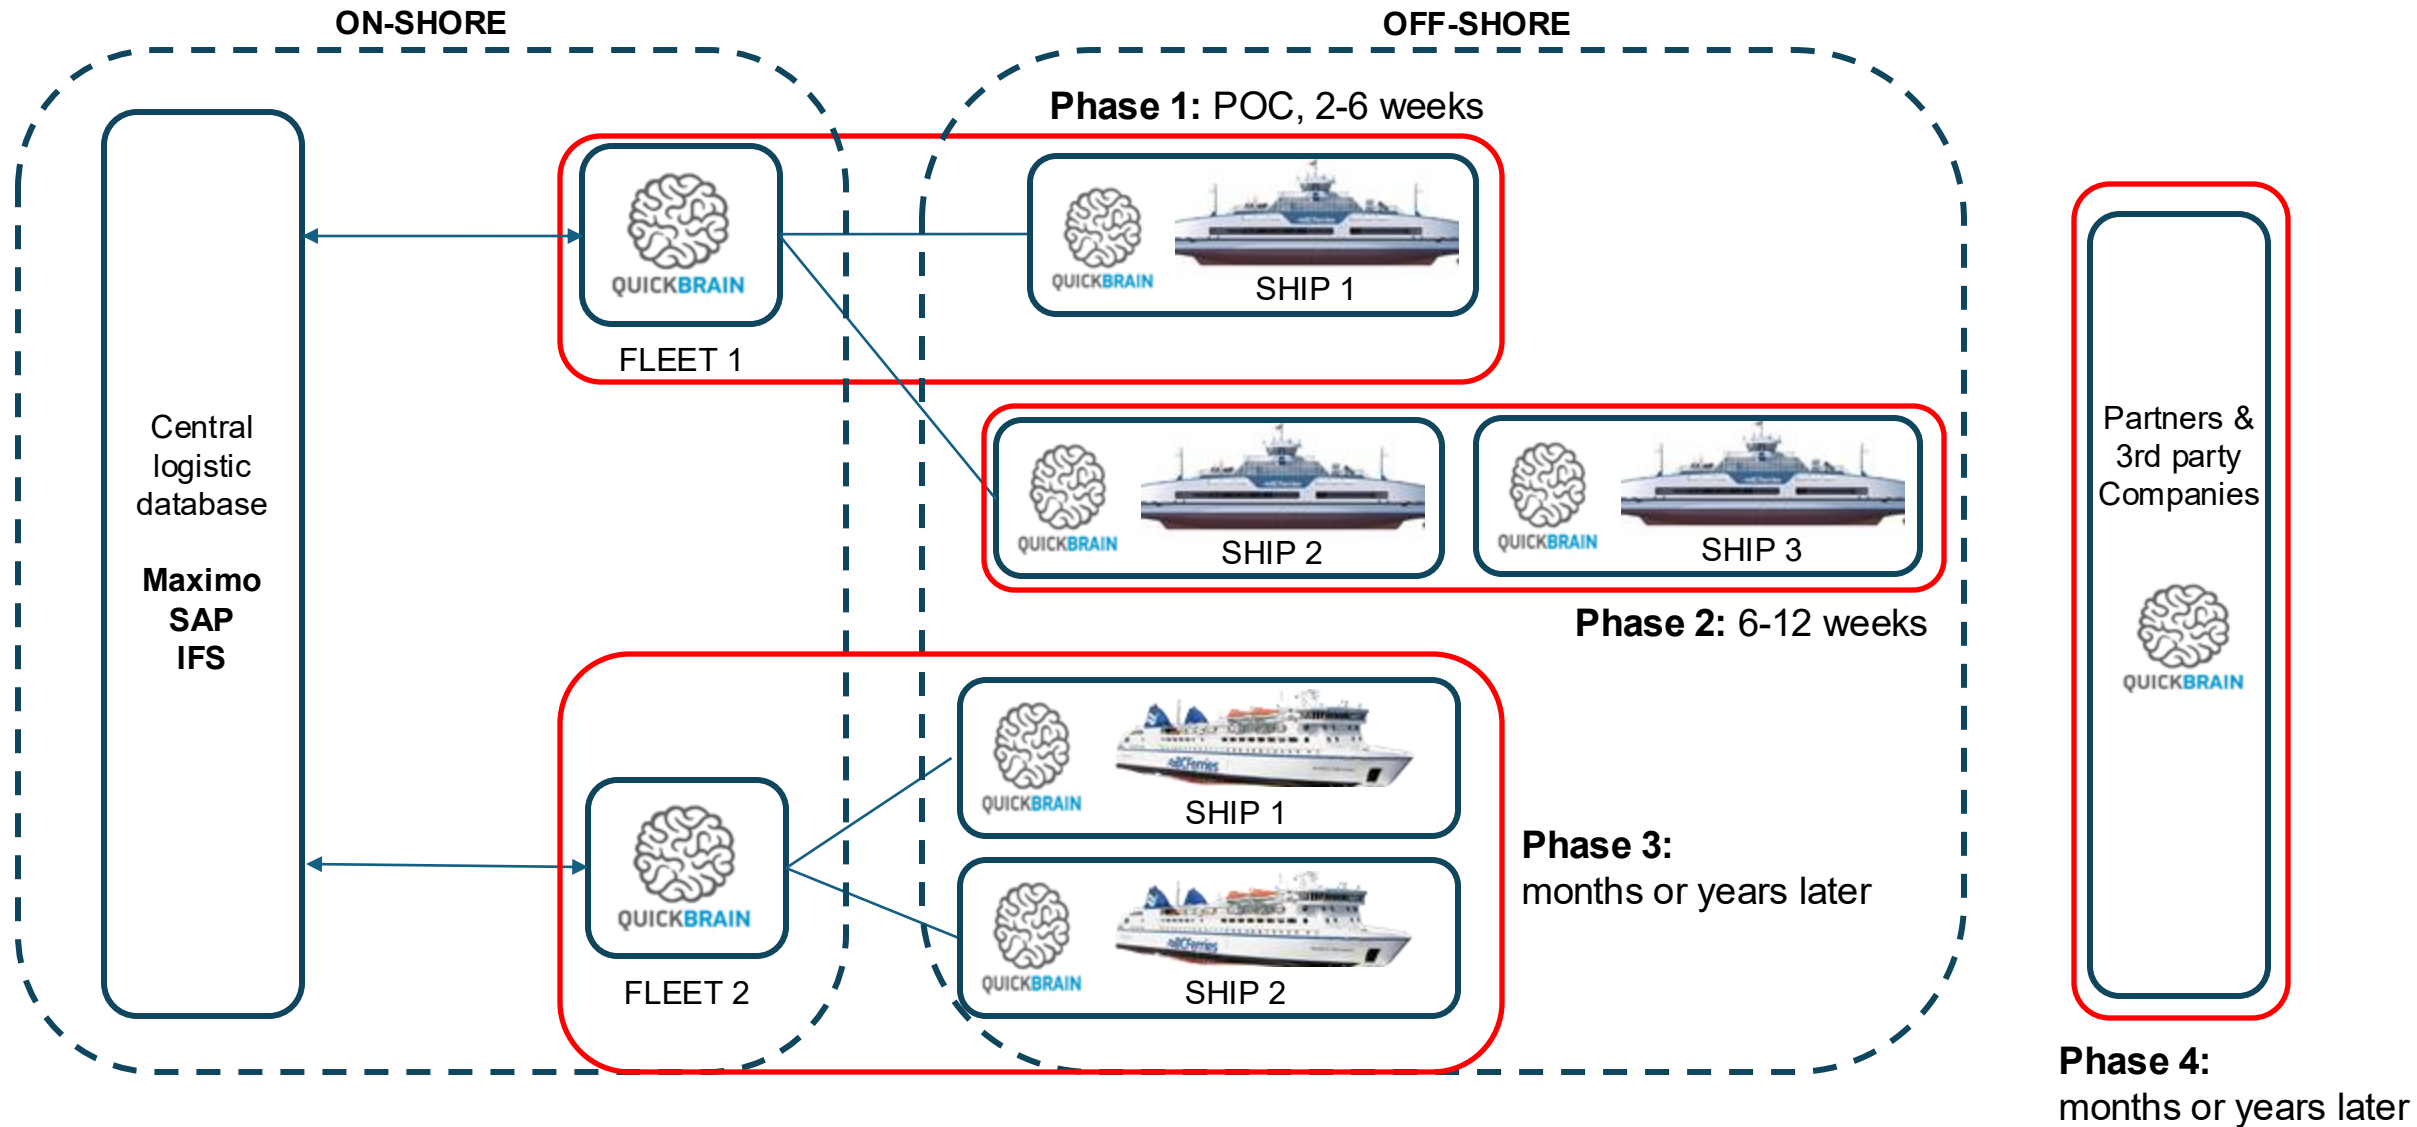 ON-SHORE
OFF-SHORE
Phase 1: POC, 2-6 weeks
QUICKBRAIN
FLEET 1
QUICKBRAIN
SHIP 1
Central
logistic
database
Maximo
SAP
IFS
QUICKBRAIN
SHIP 2
QUICKBRAIN
SHIP 3
Phase 2: 6-12 weeks
QUICKBRAIN
FLEET 2
BCFerries
QUICKBRAIN
SHIP 1
BCFerries
QUICKBRAIN
SHIP 2
Phase 3:
months or years later
Partners &
3rd party
Companies
QUICKBRAIN
Phase 4:
months or years later